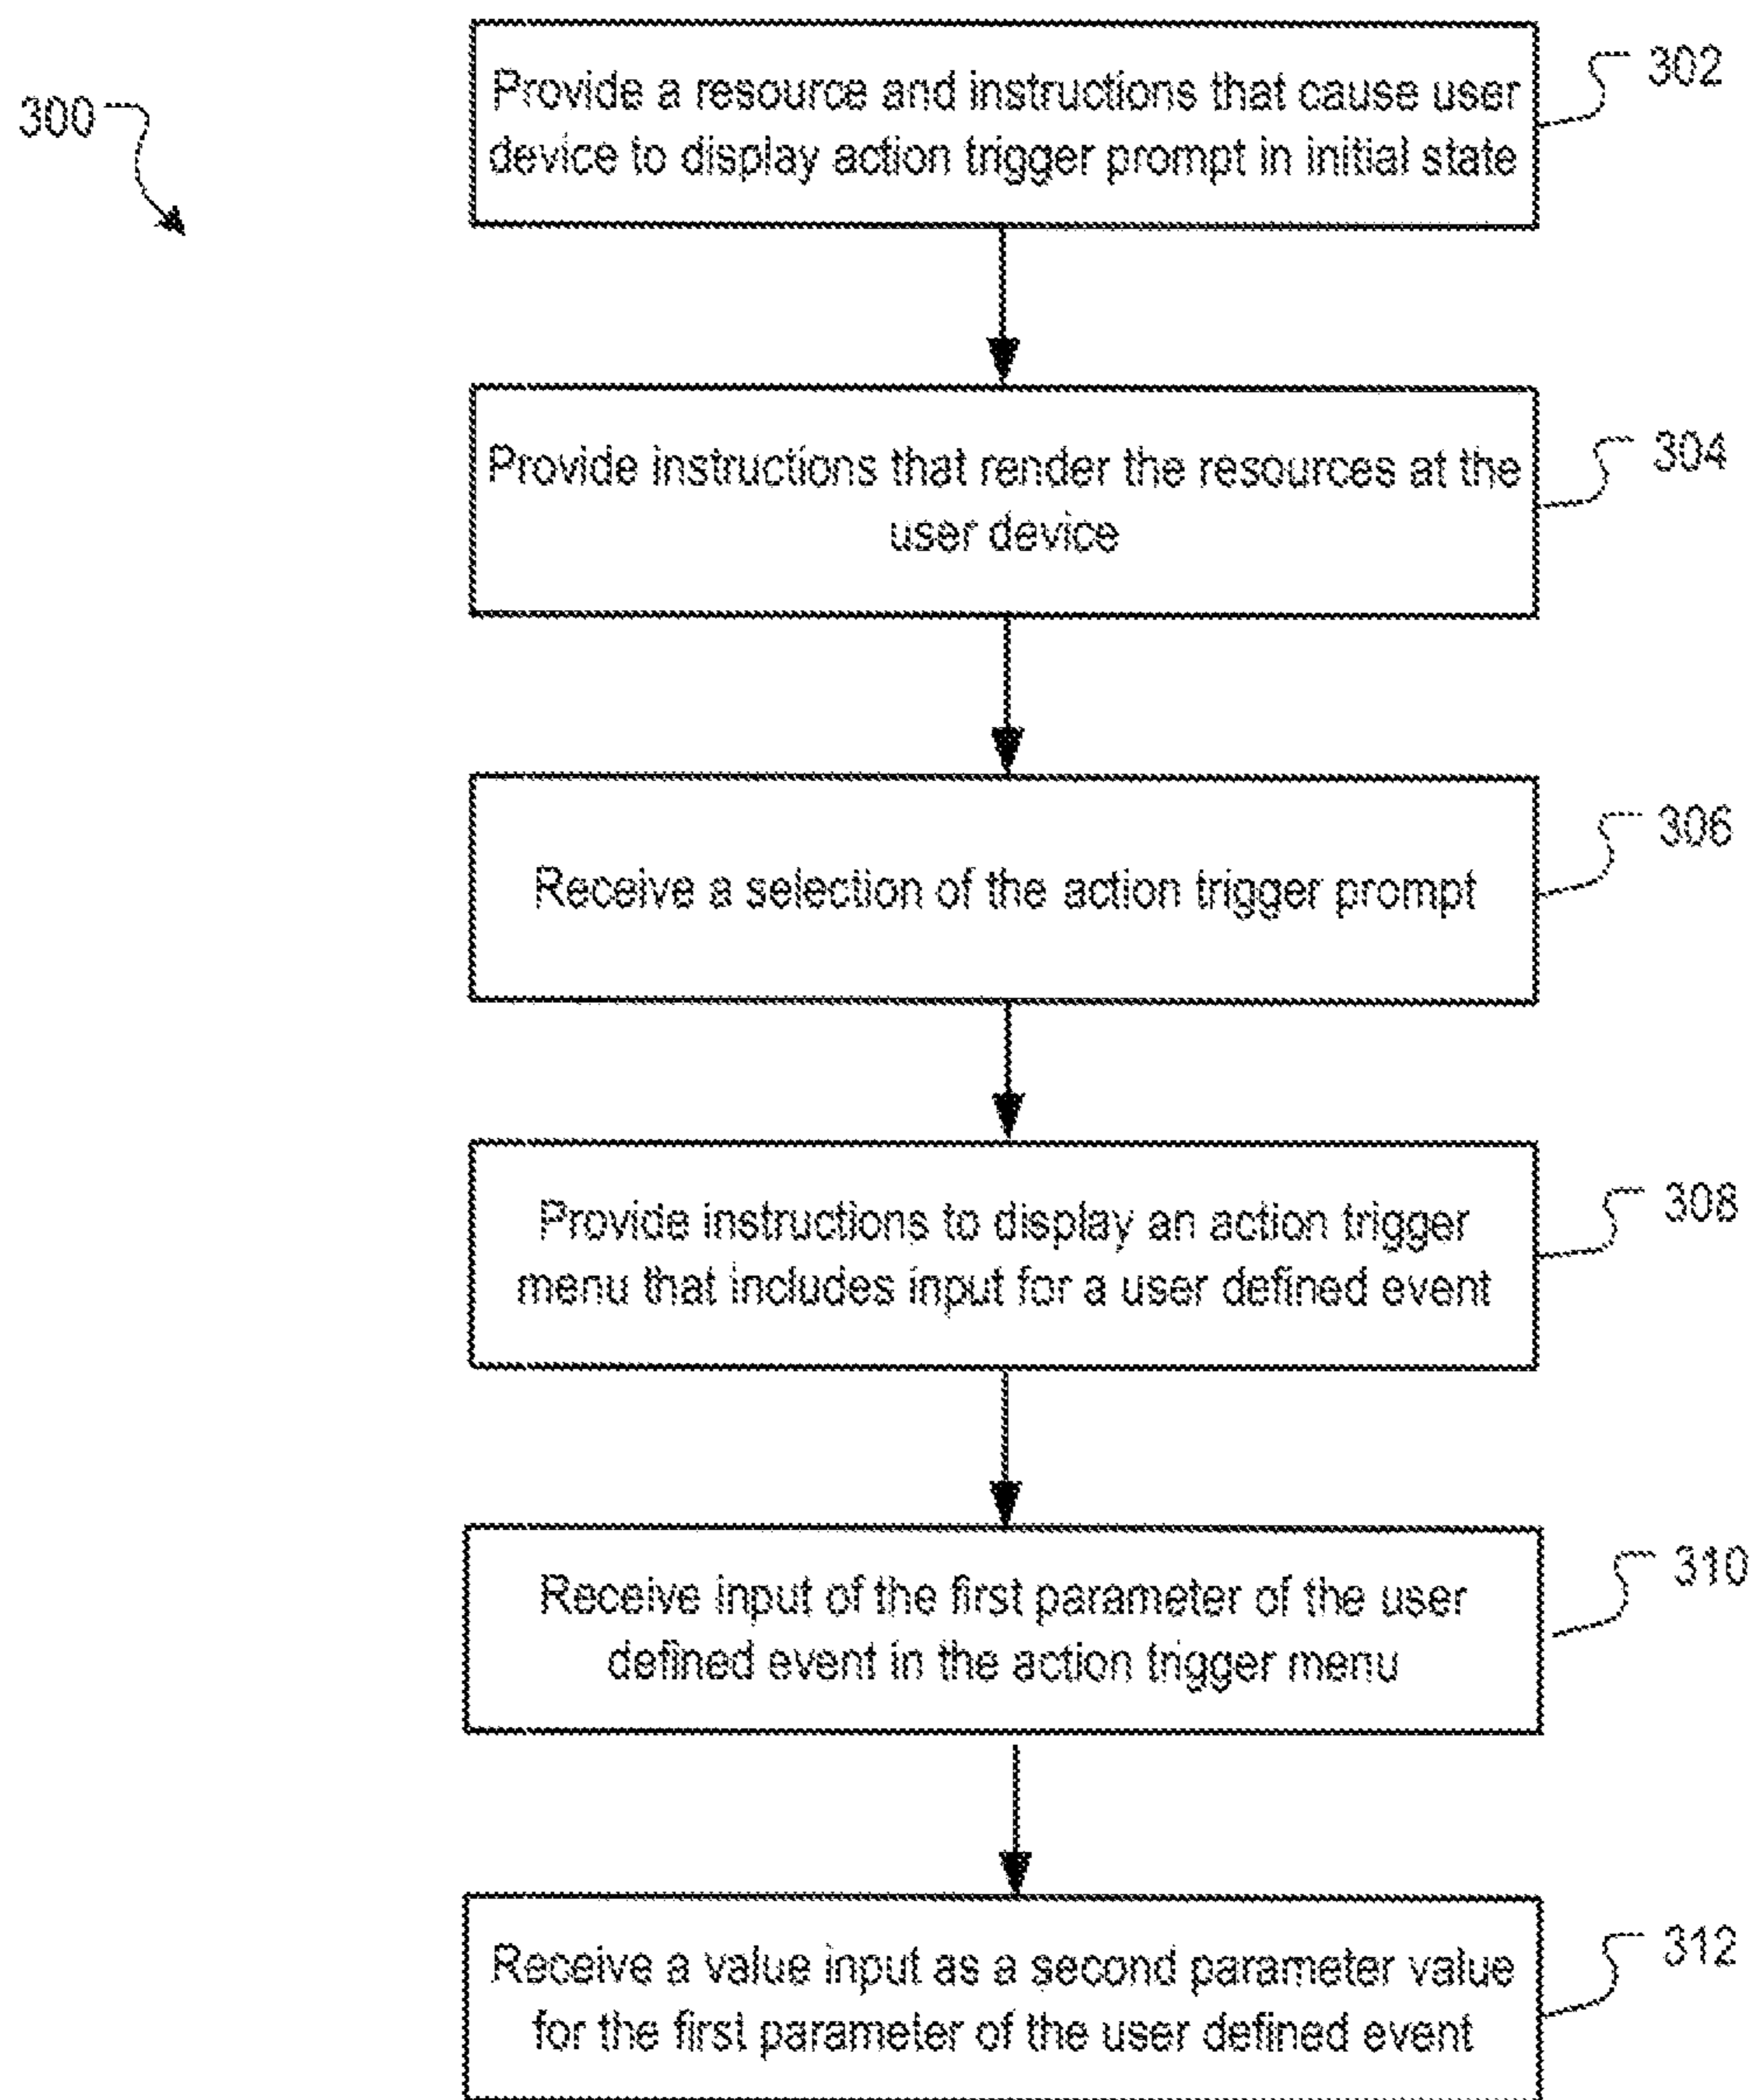 300
Provide a resource and instructions that cause user
device to display action trigger prompt in initial state
302
Provide instructions that render the resources at the
user device
304
Receive a selection of the action trigger prompt
306
Provide instructions to display an action trigger
menu that includes input for a user defined event
308
Receive input of the first parameter of the user
defined event in the action trigger menu
310
Receive a value input as a second parameter value
for the first parameter of the user defined event
312